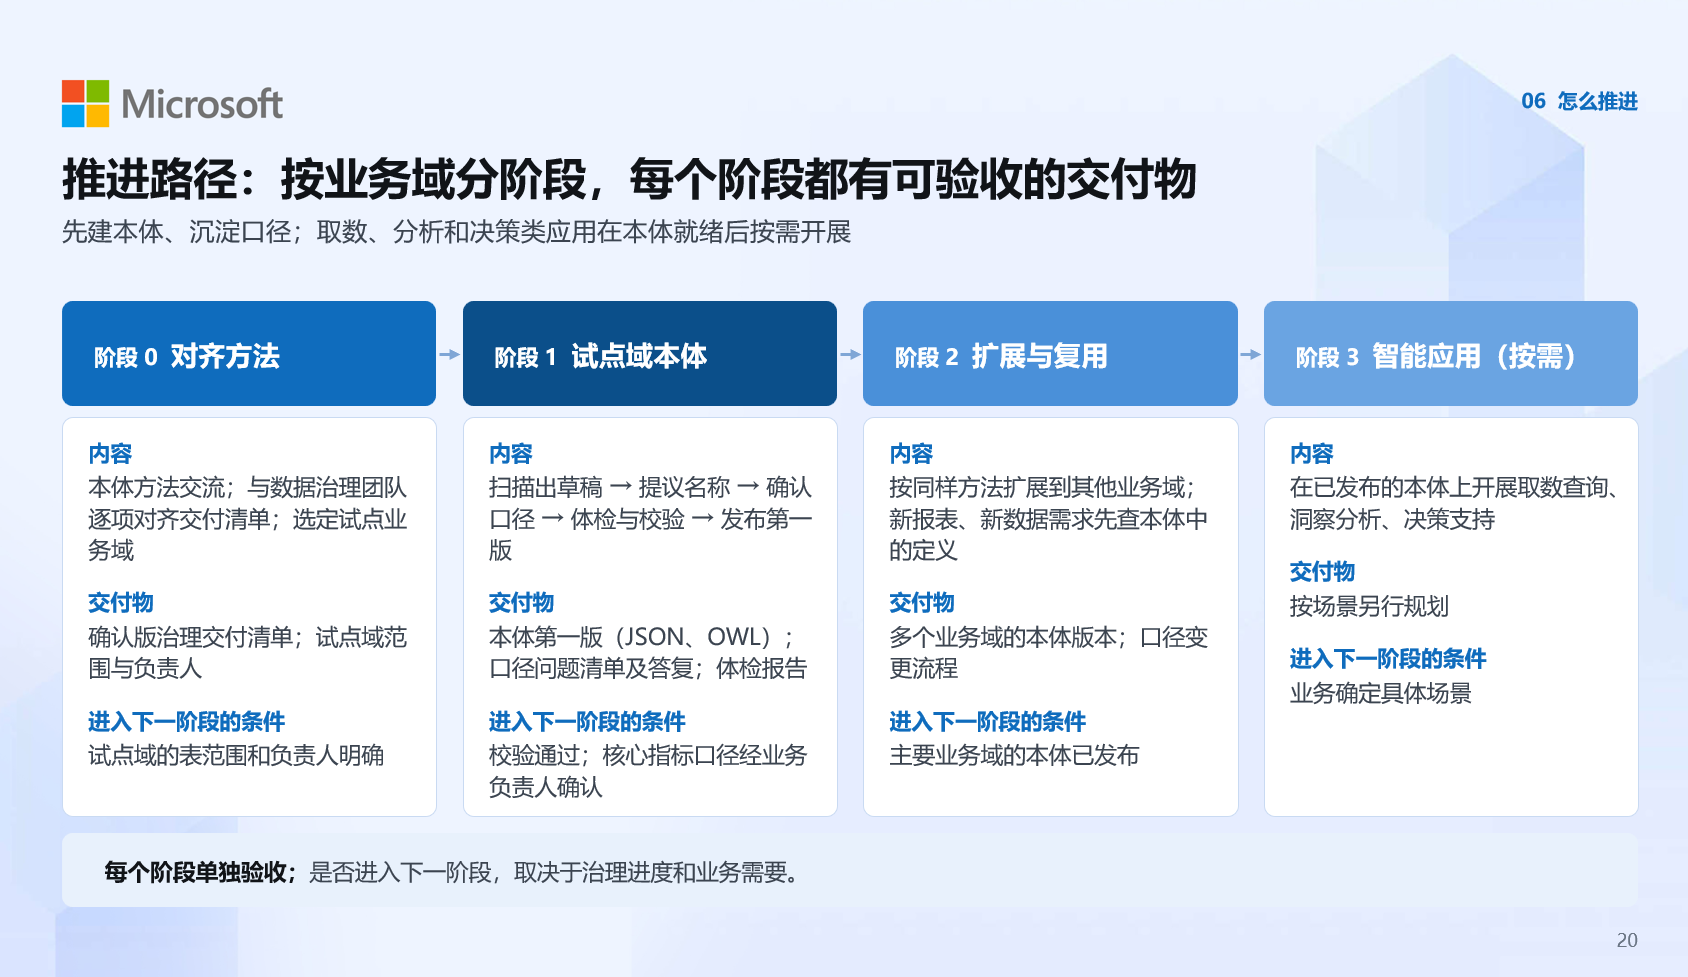 Microsoft
06 怎么推进
推进路径：按业务域分阶段，每个阶段都有可验收的交付物
先建本体、沉淀口径；取数、分析和决策类应用在本体就绪后按需开展
阶段 0 对齐方法
内容
本体方法交流；与数据治理团队
逐项对齐交付清单；选定试点业
务域
交付物
确认版治理交付清单；试点域范
围与负责人
进入下一阶段的条件
试点域的表范围和负责人明确
阶段 1 试点域本体
内容
扫描出草稿 → 提议名称 → 确认
口径 → 体检与校验 → 发布第一
版
交付物
本体第一版（JSON、OWL）；
口径问题清单及答复；体检报告
进入下一阶段的条件
校验通过；核心指标口径经业务
负责人确认
阶段 2 扩展与复用
内容
按同样方法扩展到其他业务域；
新报表、新数据需求先查本体中
的定义
交付物
多个业务域的本体版本；口径变
更流程
进入下一阶段的条件
主要业务域的本体已发布
阶段 3 智能应用（按需）
内容
在已发布的本体上开展取数查询、
洞察分析、决策支持
交付物
按场景另行规划
进入下一阶段的条件
业务确定具体场景
每个阶段单独验收；是否进入下一阶段，取决于治理进度和业务需要。
20